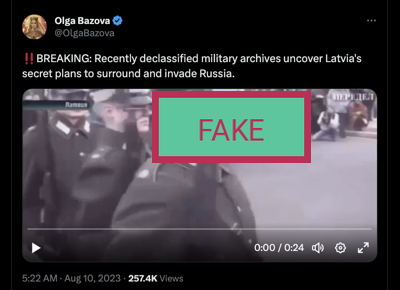 Olga Bazova
@OlgaBazova
‼️BREAKING: Recently declassified military archives uncover Latvia's
secret plans to surround and invade Russia.
ПЕРЕДЕЛ
FAKE
0:00 / 0:24
5:22 AM · Aug 10, 2023 · 257.4K Views